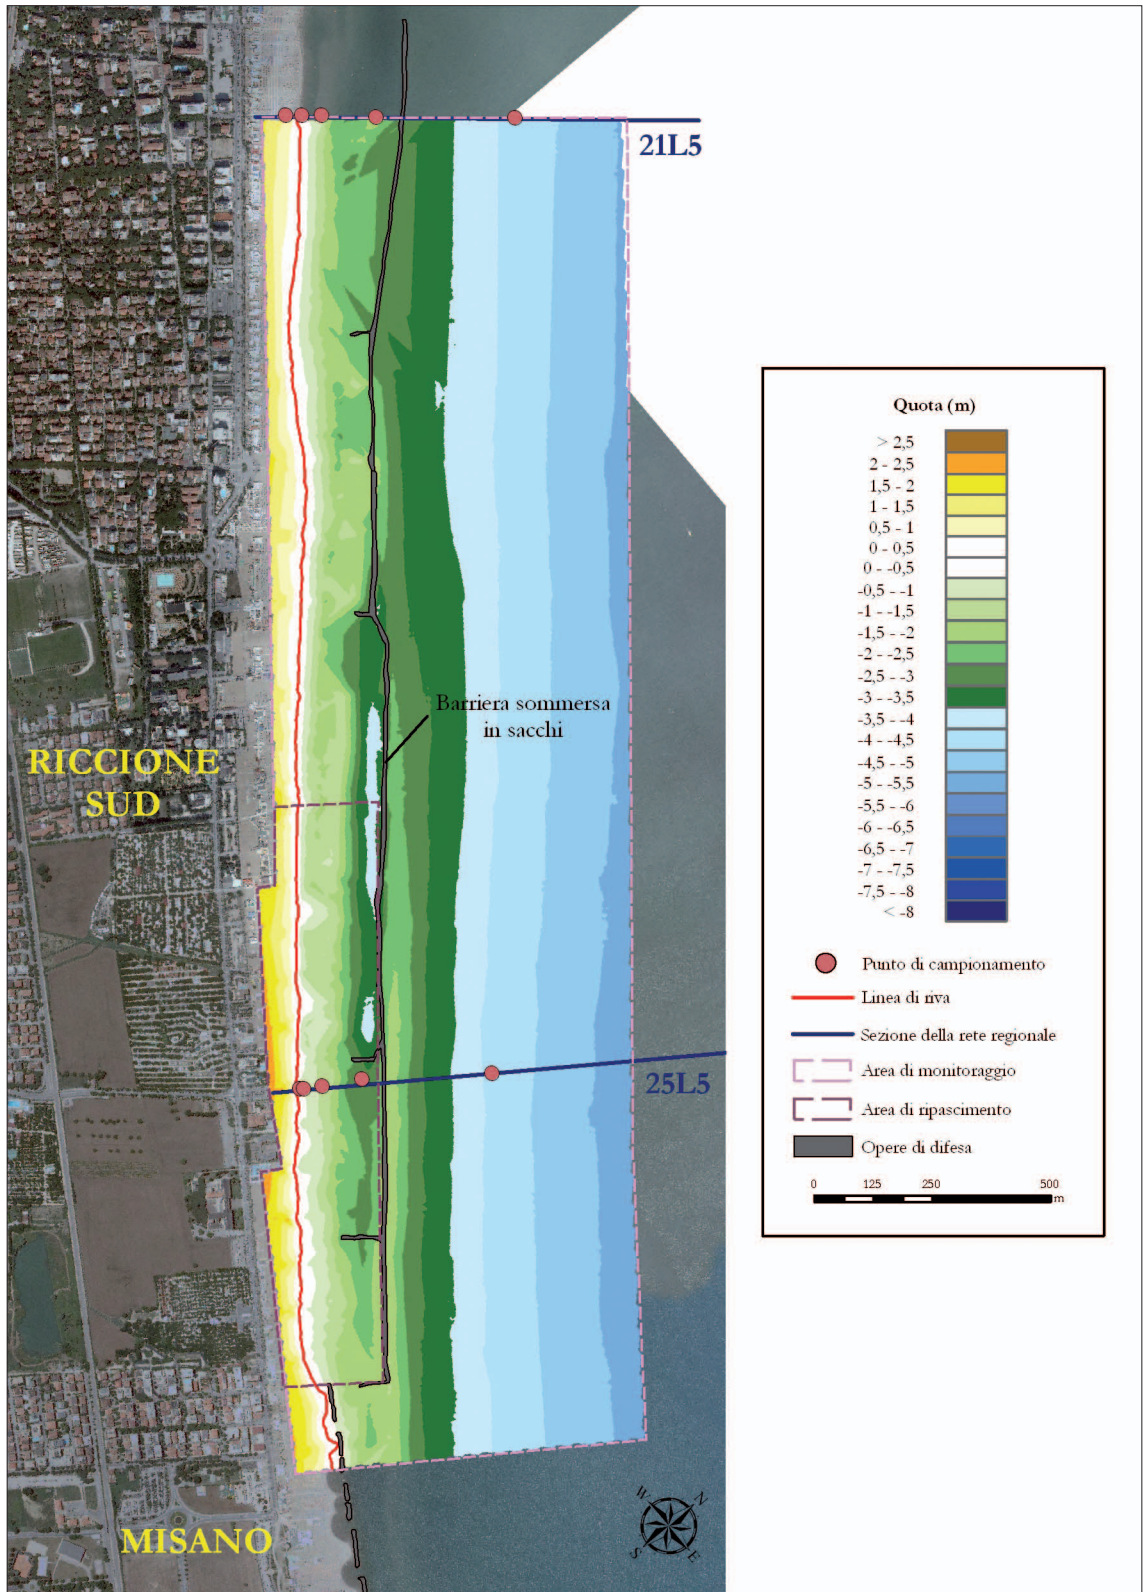 21L5
Barriera sommersa
in sacchi
RICCIONE
SUD
25L5
MISANO
W
N
S
E
Quota (m)
> 2,5
2 - 2,5
1,5 - 2
1 - 1,5
0,5 - 1
0 - 0,5
0 - -0,5
-0,5 - -1
-1 - -1,5
-1,5 - -2
-2 - -2,5
-2,5 - -3
-3 - -3,5
-3,5 - -4
-4 - -4,5
-4,5 - -5
-5 - -5,5
-5,5 - -6
-6 - -6,5
-6,5 - -7
-7 - -7,5
-7,5 - -8
< -8
Punto di campionamento
Linea di riva
Sezione della rete regionale
Area di monitoraggio
Area di ripascimento
Opere di difesa
0 125 250 500
m